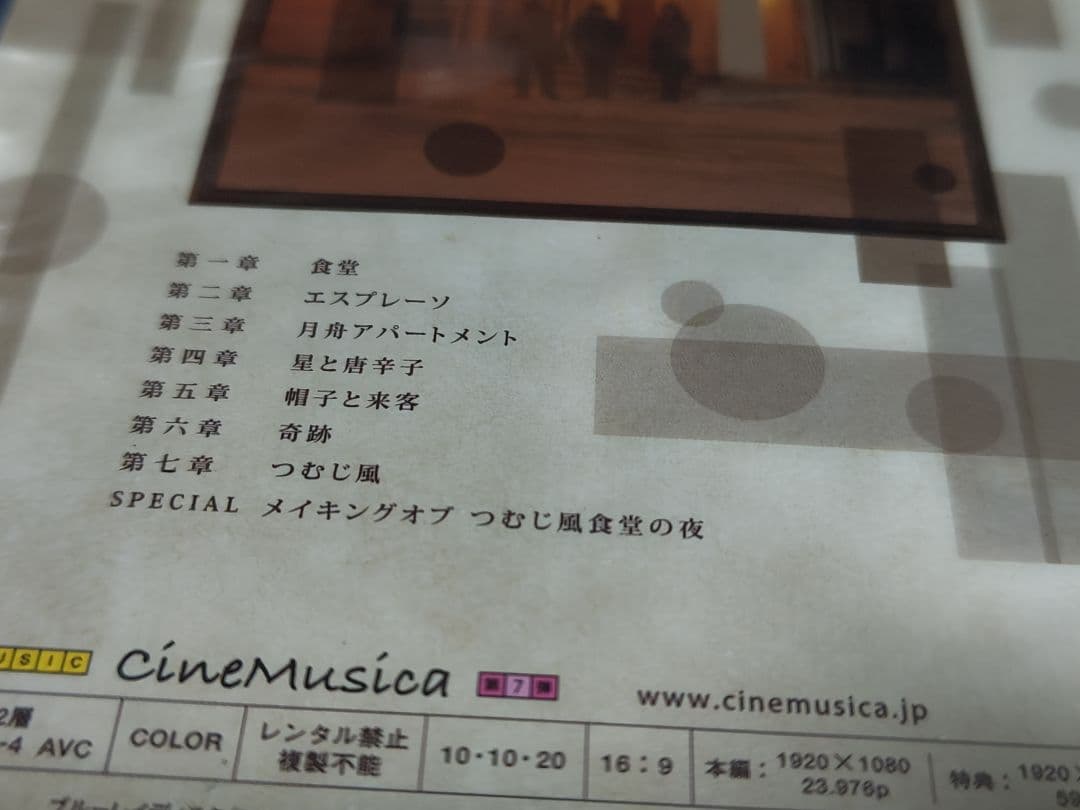 第一章 食堂
第二章 エスプレーソ
第三章 月舟アパートメント
第四章 星と唐辛子
第五章 帽子と来客
第六章 奇跡
第七章 つむじ風
SPECIAL メイキングオブ つむじ風食堂の夜
USIC CineMusica 第7弾 www.cinemusica.jp
2層 レンタル禁止 本編：1920×1080 特典：1920
-4 AVC COLOR 複製不能 10・10・20 16：9 23.976p 59